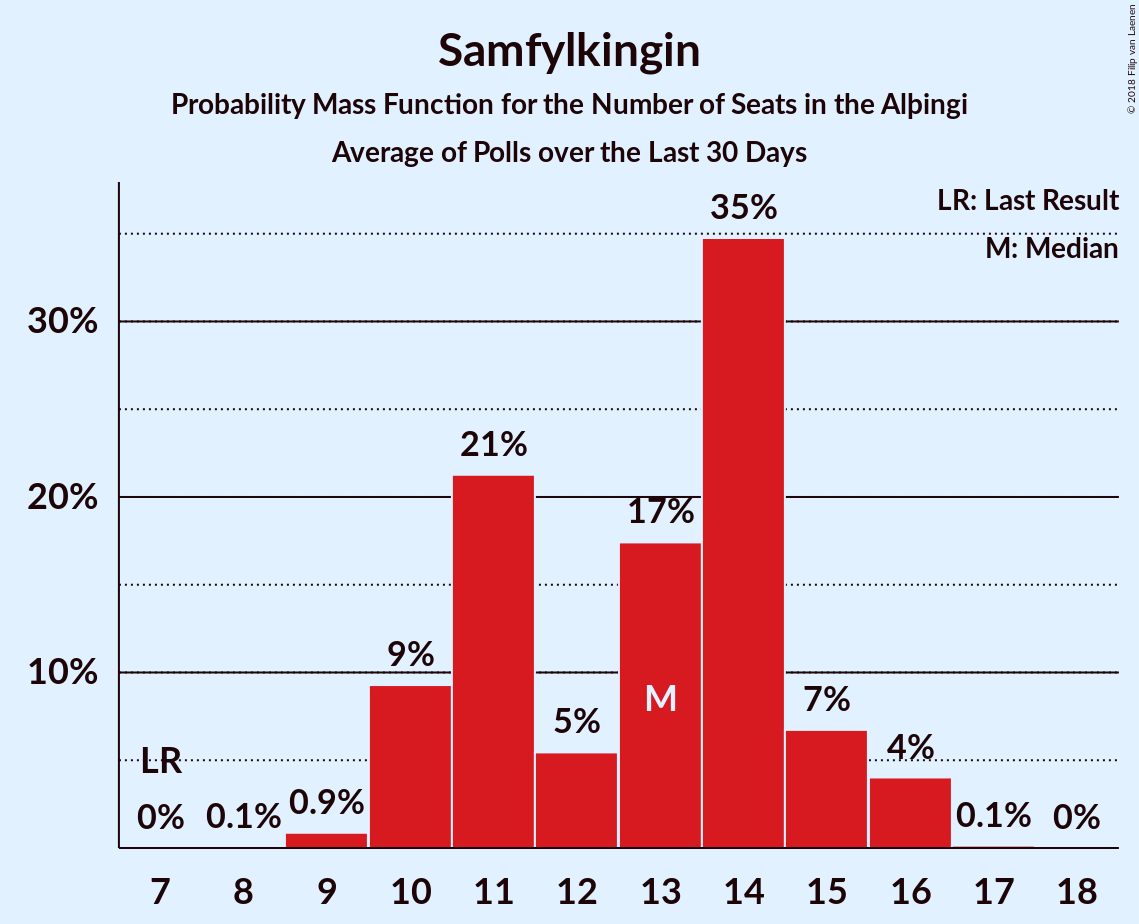 Samfylkingin
Probability Mass Function for the Number of Seats in the Alþingi
Average of Polls over the Last 30 Days
© 2018 Filip van Laenen
LR: Last Result
M: Median
35%
30%
21%
20%
17%
10%
9%
M
7%
5%
4%
LR
0%
0.1%
0.9%
0.1%
0%
7 8 9 10 11 12 13 14 15 16 17 18